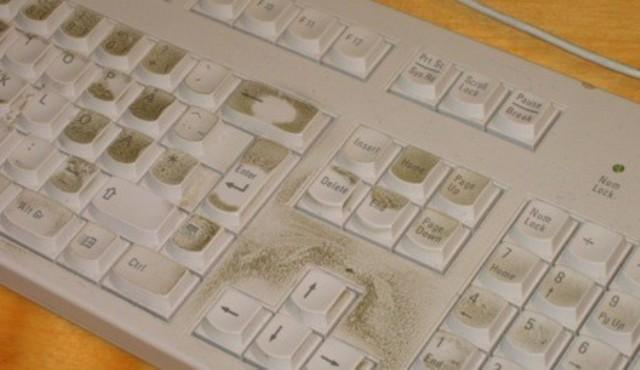 F10
F11
F12
Prt Sc
Sys Rq
Scroll
Lock
Pause
Break
O
P
Å
L
Ö
Ä
*
Enter
Insert
Home
Page
Up
Delete
End
Page
Down
Num
Lock
Num
Lock
7
Home
8
9
Pg Up
4
5
6
1
End
Alt Gr
Ctrl